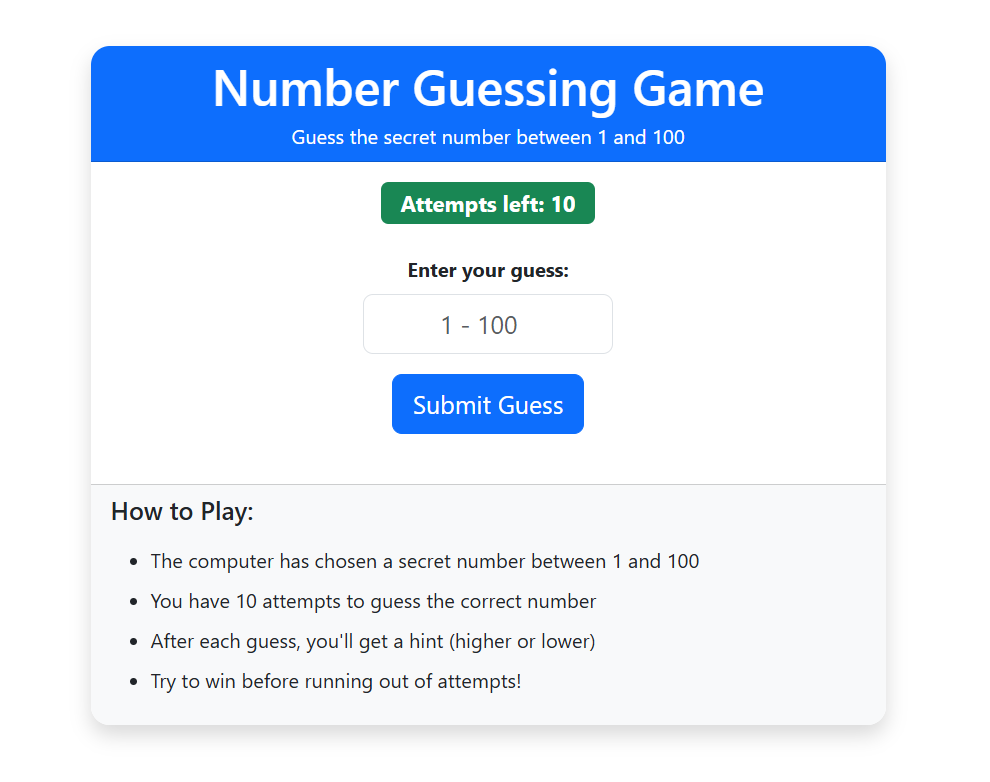 Number Guessing Game
Guess the secret number between 1 and 100
Attempts left: 10
Enter your guess:
1 - 100
Submit Guess
How to Play:
• The computer has chosen a secret number between 1 and 100
• You have 10 attempts to guess the correct number
• After each guess, you'll get a hint (higher or lower)
• Try to win before running out of attempts!